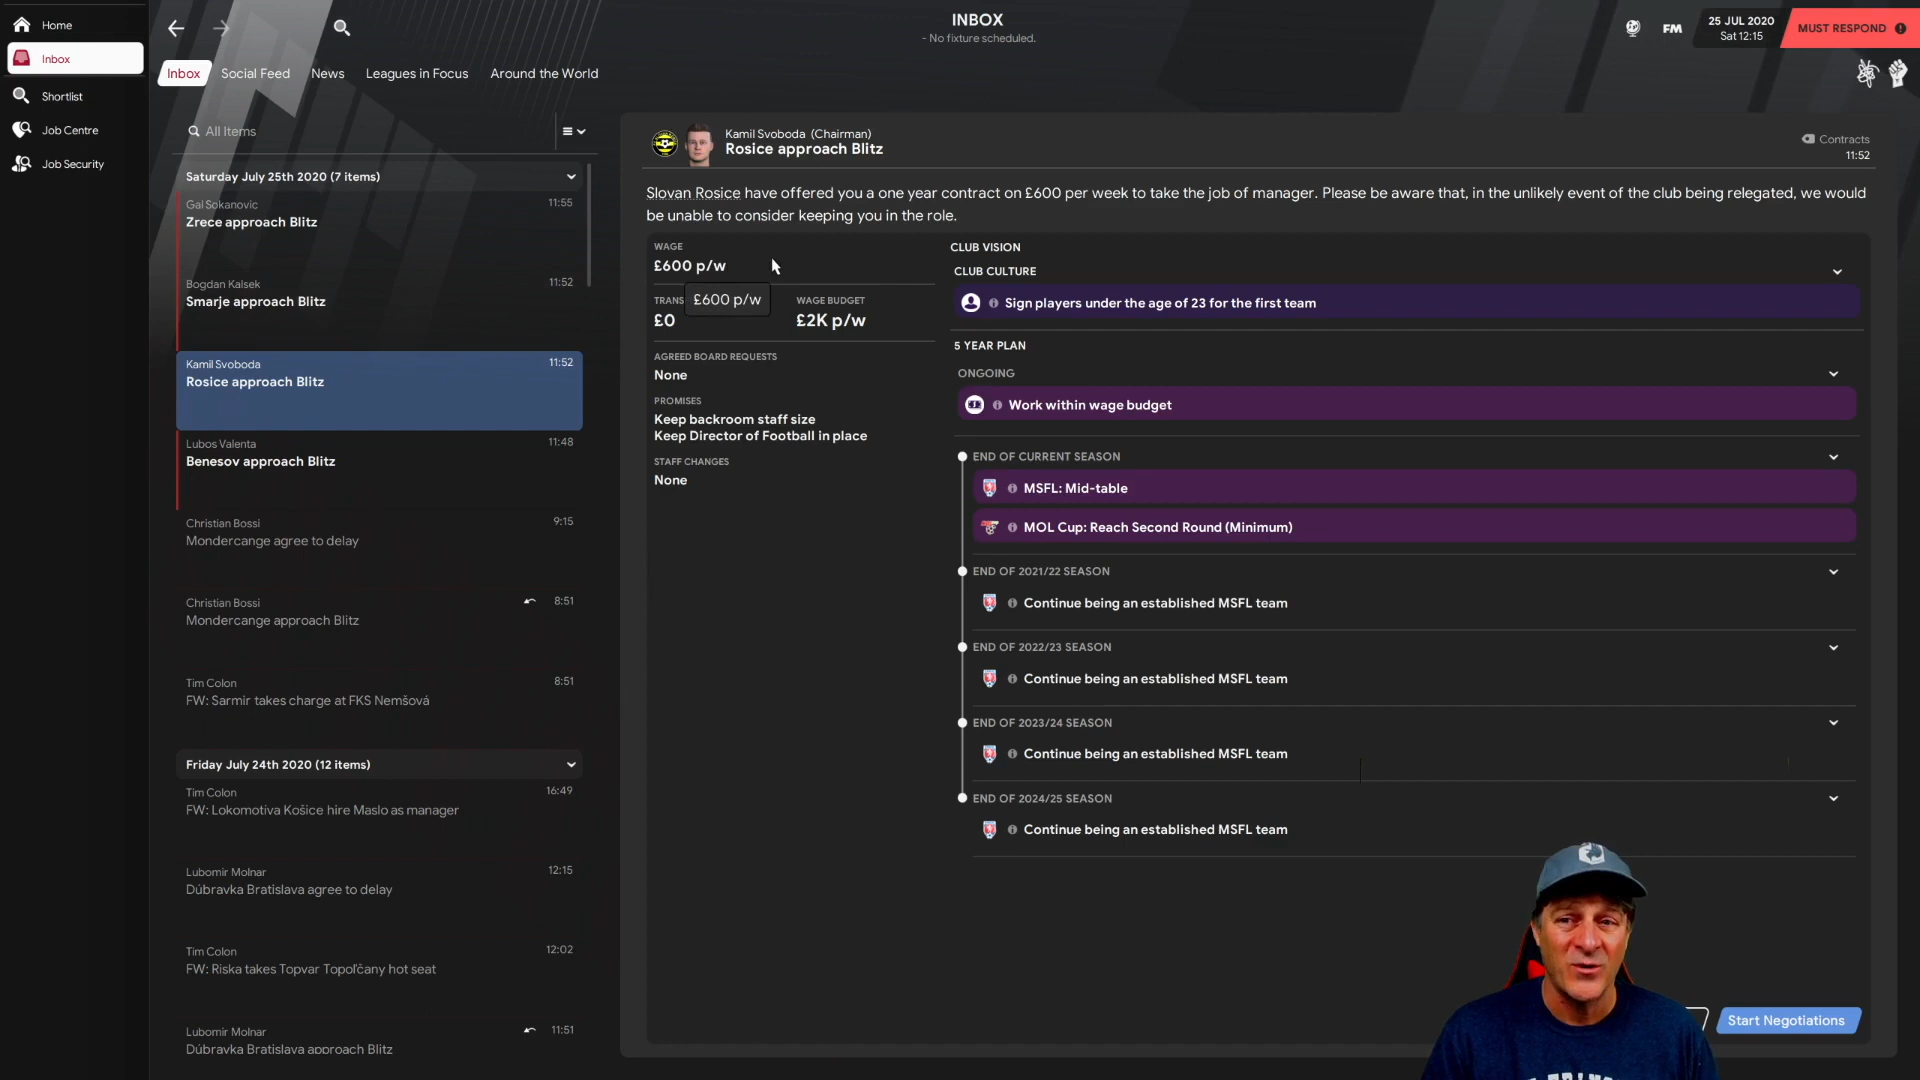 Home
Inbox
Shortlist
Job Centre
Job Security
INBOX
- No fixture scheduled.
FM
25 JUL 2020
Sat 12:15
MUST RESPOND
Inbox
Social Feed
News
Leagues in Focus
Around the World
All Items
Saturday July 25th 2020 (7 items)
Gal Sokanovic 11:55
Zrece approach Blitz
Bogdan Kalsek 11:52
Smarje approach Blitz
Kamil Svoboda 11:52
Rosice approach Blitz
Lubos Valenta 11:48
Benesov approach Blitz
Christian Bossi 9:15
Mondercange agree to delay
Christian Bossi 8:51
Mondercange approach Blitz
Tim Colon 8:51
FW: Sarmir takes charge at FKS Nemšová
Friday July 24th 2020 (12 items)
Tim Colon 16:49
FW: Lokomotiva Košice hire Maslo as manager
Lubomir Molnar 12:15
Dúbravka Bratislava agree to delay
Tim Colon 12:02
FW: Riska takes Topvar Topoľčany hot seat
Lubomir Molnar 11:51
Dúbravka Bratislava approach Blitz
Kamil Svoboda (Chairman)
Rosice approach Blitz
Contracts
11:52
Slovan Rosice have offered you a one year contract on £600 per week to take the job of manager. Please be aware that, in the unlikely event of the club being relegated, we would
be unable to consider keeping you in the role.
WAGE
£600 p/w
TRANS
£600 p/w
WAGE BUDGET
£0
£2K p/w
AGREED BOARD REQUESTS
None
PROMISES
Keep backroom staff size
Keep Director of Football in place
STAFF CHANGES
None
CLUB VISION
CLUB CULTURE
Sign players under the age of 23 for the first team
5 YEAR PLAN
ONGOING
Work within wage budget
END OF CURRENT SEASON
MSFL: Mid-table
MOL Cup: Reach Second Round (Minimum)
END OF 2021/22 SEASON
Continue being an established MSFL team
END OF 2022/23 SEASON
Continue being an established MSFL team
END OF 2023/24 SEASON
Continue being an established MSFL team
END OF 2024/25 SEASON
Continue being an established MSFL team
Start Negotiations